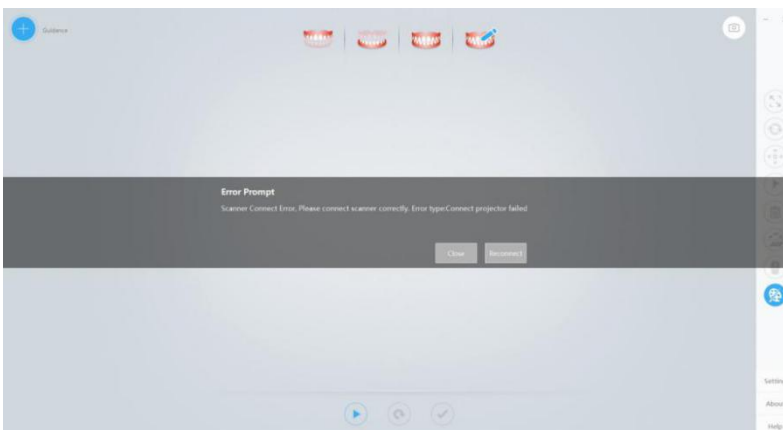 Guidance
Error Prompt
Scanner Connect Error, Please connect scanner correctly. Error type:Connect projector failed
Close
Reconnect
Settin
Abou
Help